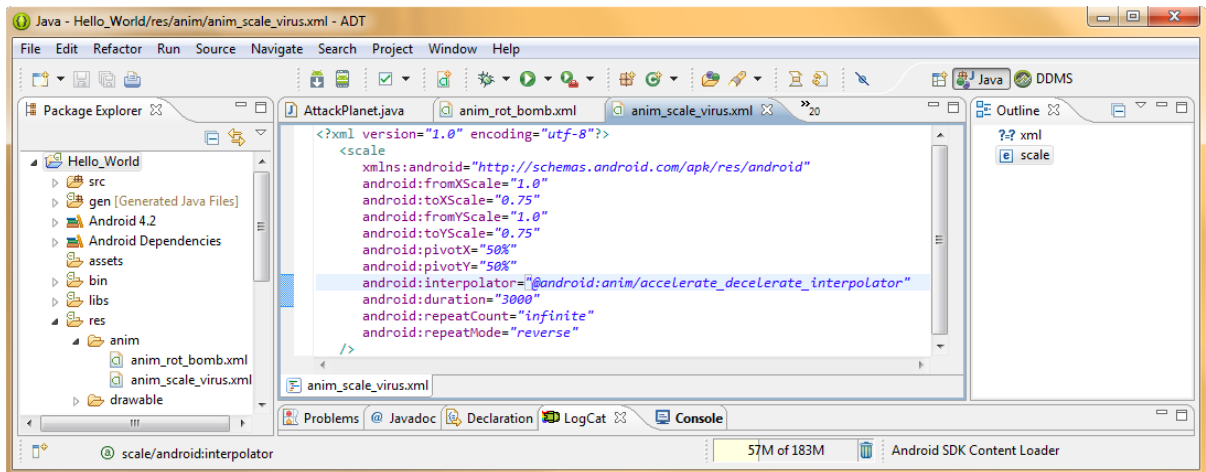 Java - Hello_World/res/anim/anim_scale_virus.xml - ADT
File Edit Refactor Run Source Navigate Search Project Window Help
Java DDMS
Package Explorer
AttackPlanet.java anim_rot_bomb.xml anim_scale_virus.xml »20
Outline
Hello_World
src
gen [Generated Java Files]
Android 4.2
Android Dependencies
assets
bin
libs
res
anim
anim_rot_bomb.xml
anim_scale_virus.xml
drawable
<?xml version="1.0" encoding="utf-8"?>
<scale
xmlns:android="http://schemas.android.com/apk/res/android"
android:fromXScale="1.0"
android:toXScale="0.75"
android:fromYScale="1.0"
android:toYScale="0.75"
android:pivotX="50%"
android:pivotY="50%"
android:interpolator="@android:anim/accelerate_decelerate_interpolator"
android:duration="3000"
android:repeatCount="infinite"
android:repeatMode="reverse"
/>
anim_scale_virus.xml
?=? xml
e scale
Problems @ Javadoc Declaration LogCat Console
scale/android:interpolator
57M of 183M
Android SDK Content Loader